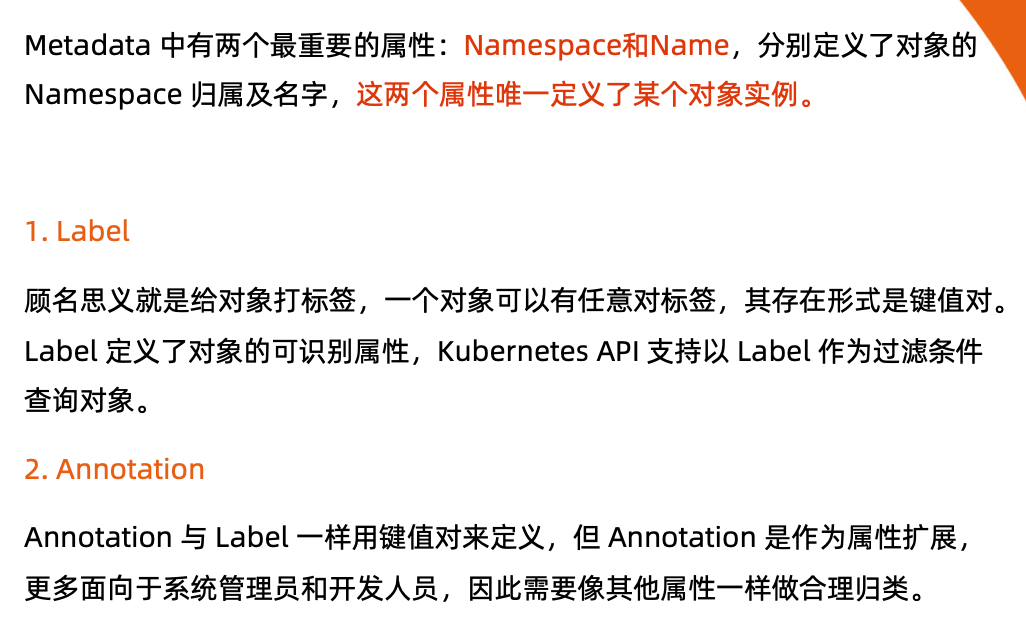 Metadata 中有两个最重要的属性：Namespace和Name，分别定义了对象的
Namespace 归属及名字，这两个属性唯一定义了某个对象实例。
1. Label
顾名思义就是给对象打标签，一个对象可以有任意对标签，其存在形式是键值对。
Label 定义了对象的可识别属性，Kubernetes API 支持以 Label 作为过滤条件
查询对象。
2. Annotation
Annotation 与 Label 一样用键值对来定义，但 Annotation 是作为属性扩展，
更多面向于系统管理员和开发人员，因此需要像其他属性一样做合理归类。